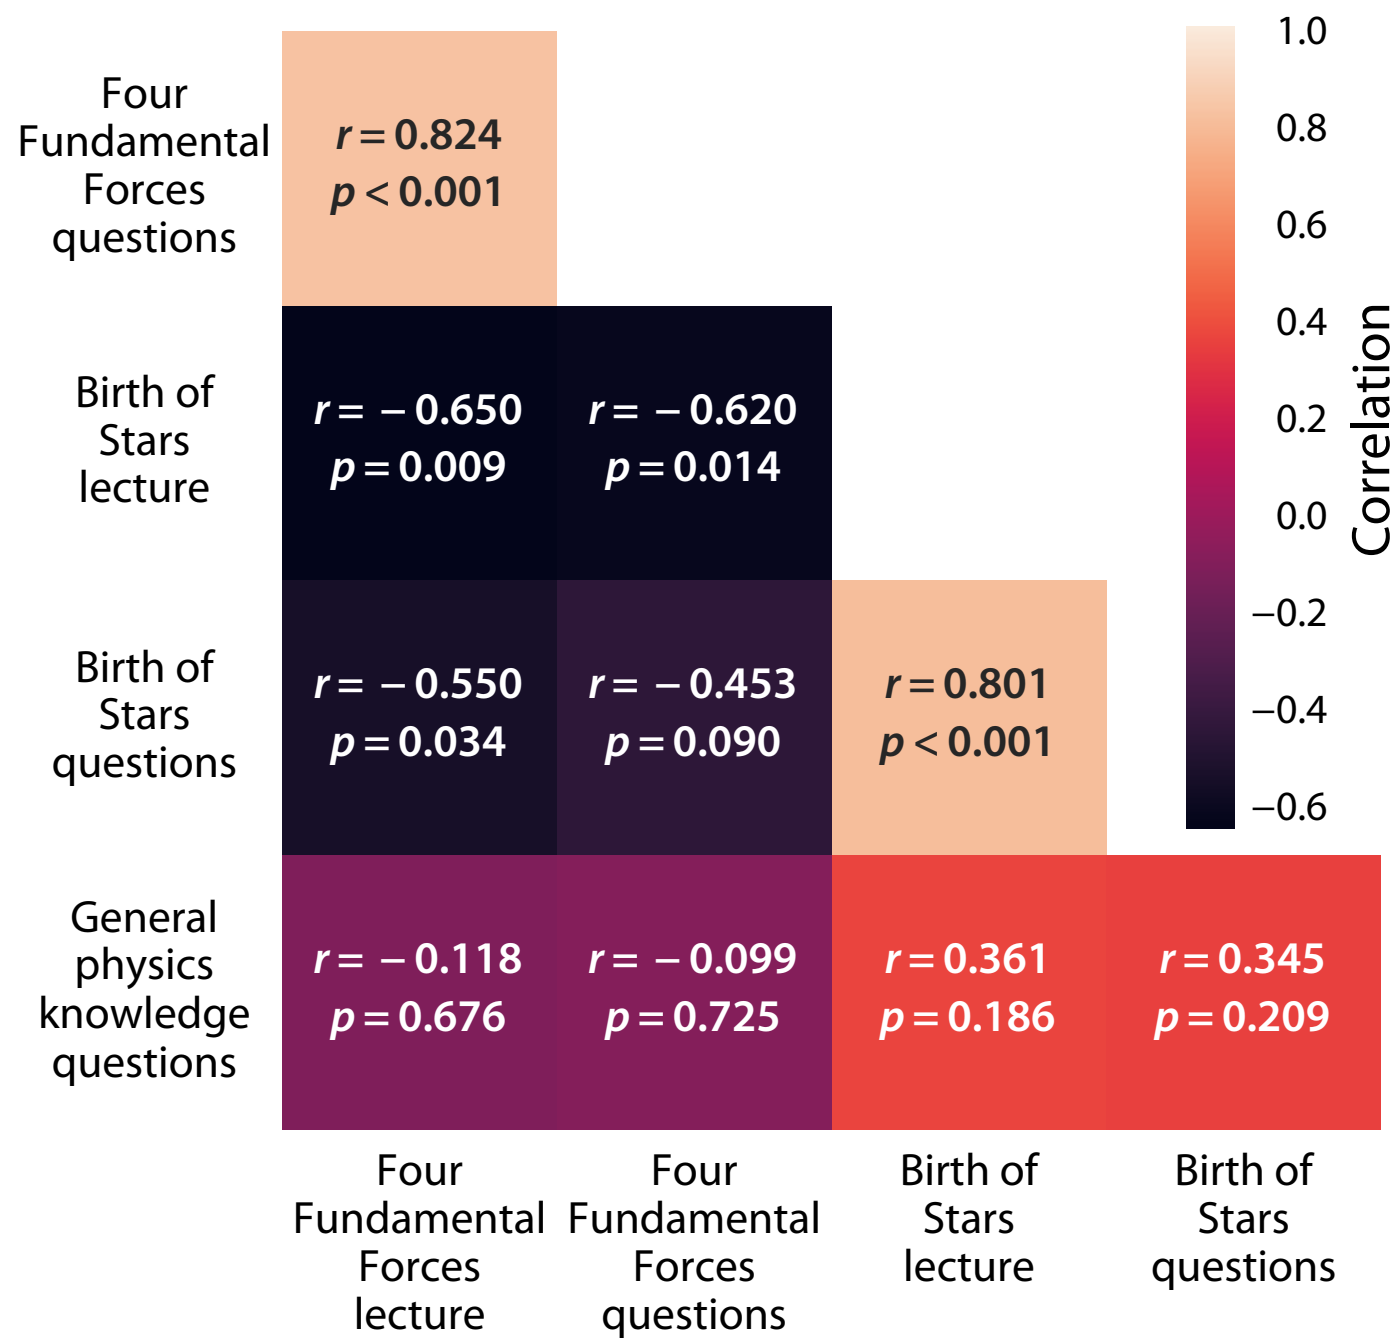 Four
Fundamental
Forces
questions
r = 0.824
p < 0.001
Birth of
Stars
lecture
r = − 0.650
p = 0.009
r = − 0.620
p = 0.014
Birth of
Stars
questions
r = − 0.550
p = 0.034
r = − 0.453
p = 0.090
r = 0.801
p < 0.001
General
physics
knowledge
questions
r = − 0.118
p = 0.676
r = − 0.099
p = 0.725
r = 0.361
p = 0.186
r = 0.345
p = 0.209
Four
Fundamental
Forces
lecture
Four
Fundamental
Forces
questions
Birth of
Stars
lecture
Birth of
Stars
questions
1.0
0.8
0.6
0.4
0.2
0.0
−0.2
−0.4
−0.6
Correlation